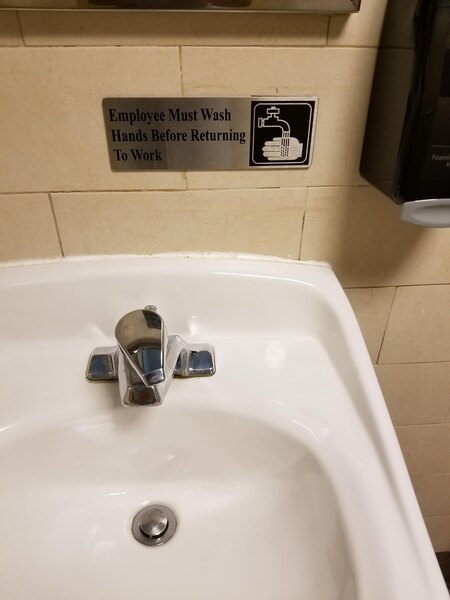 Employee Must Wash
Hands Before Returning
To Work